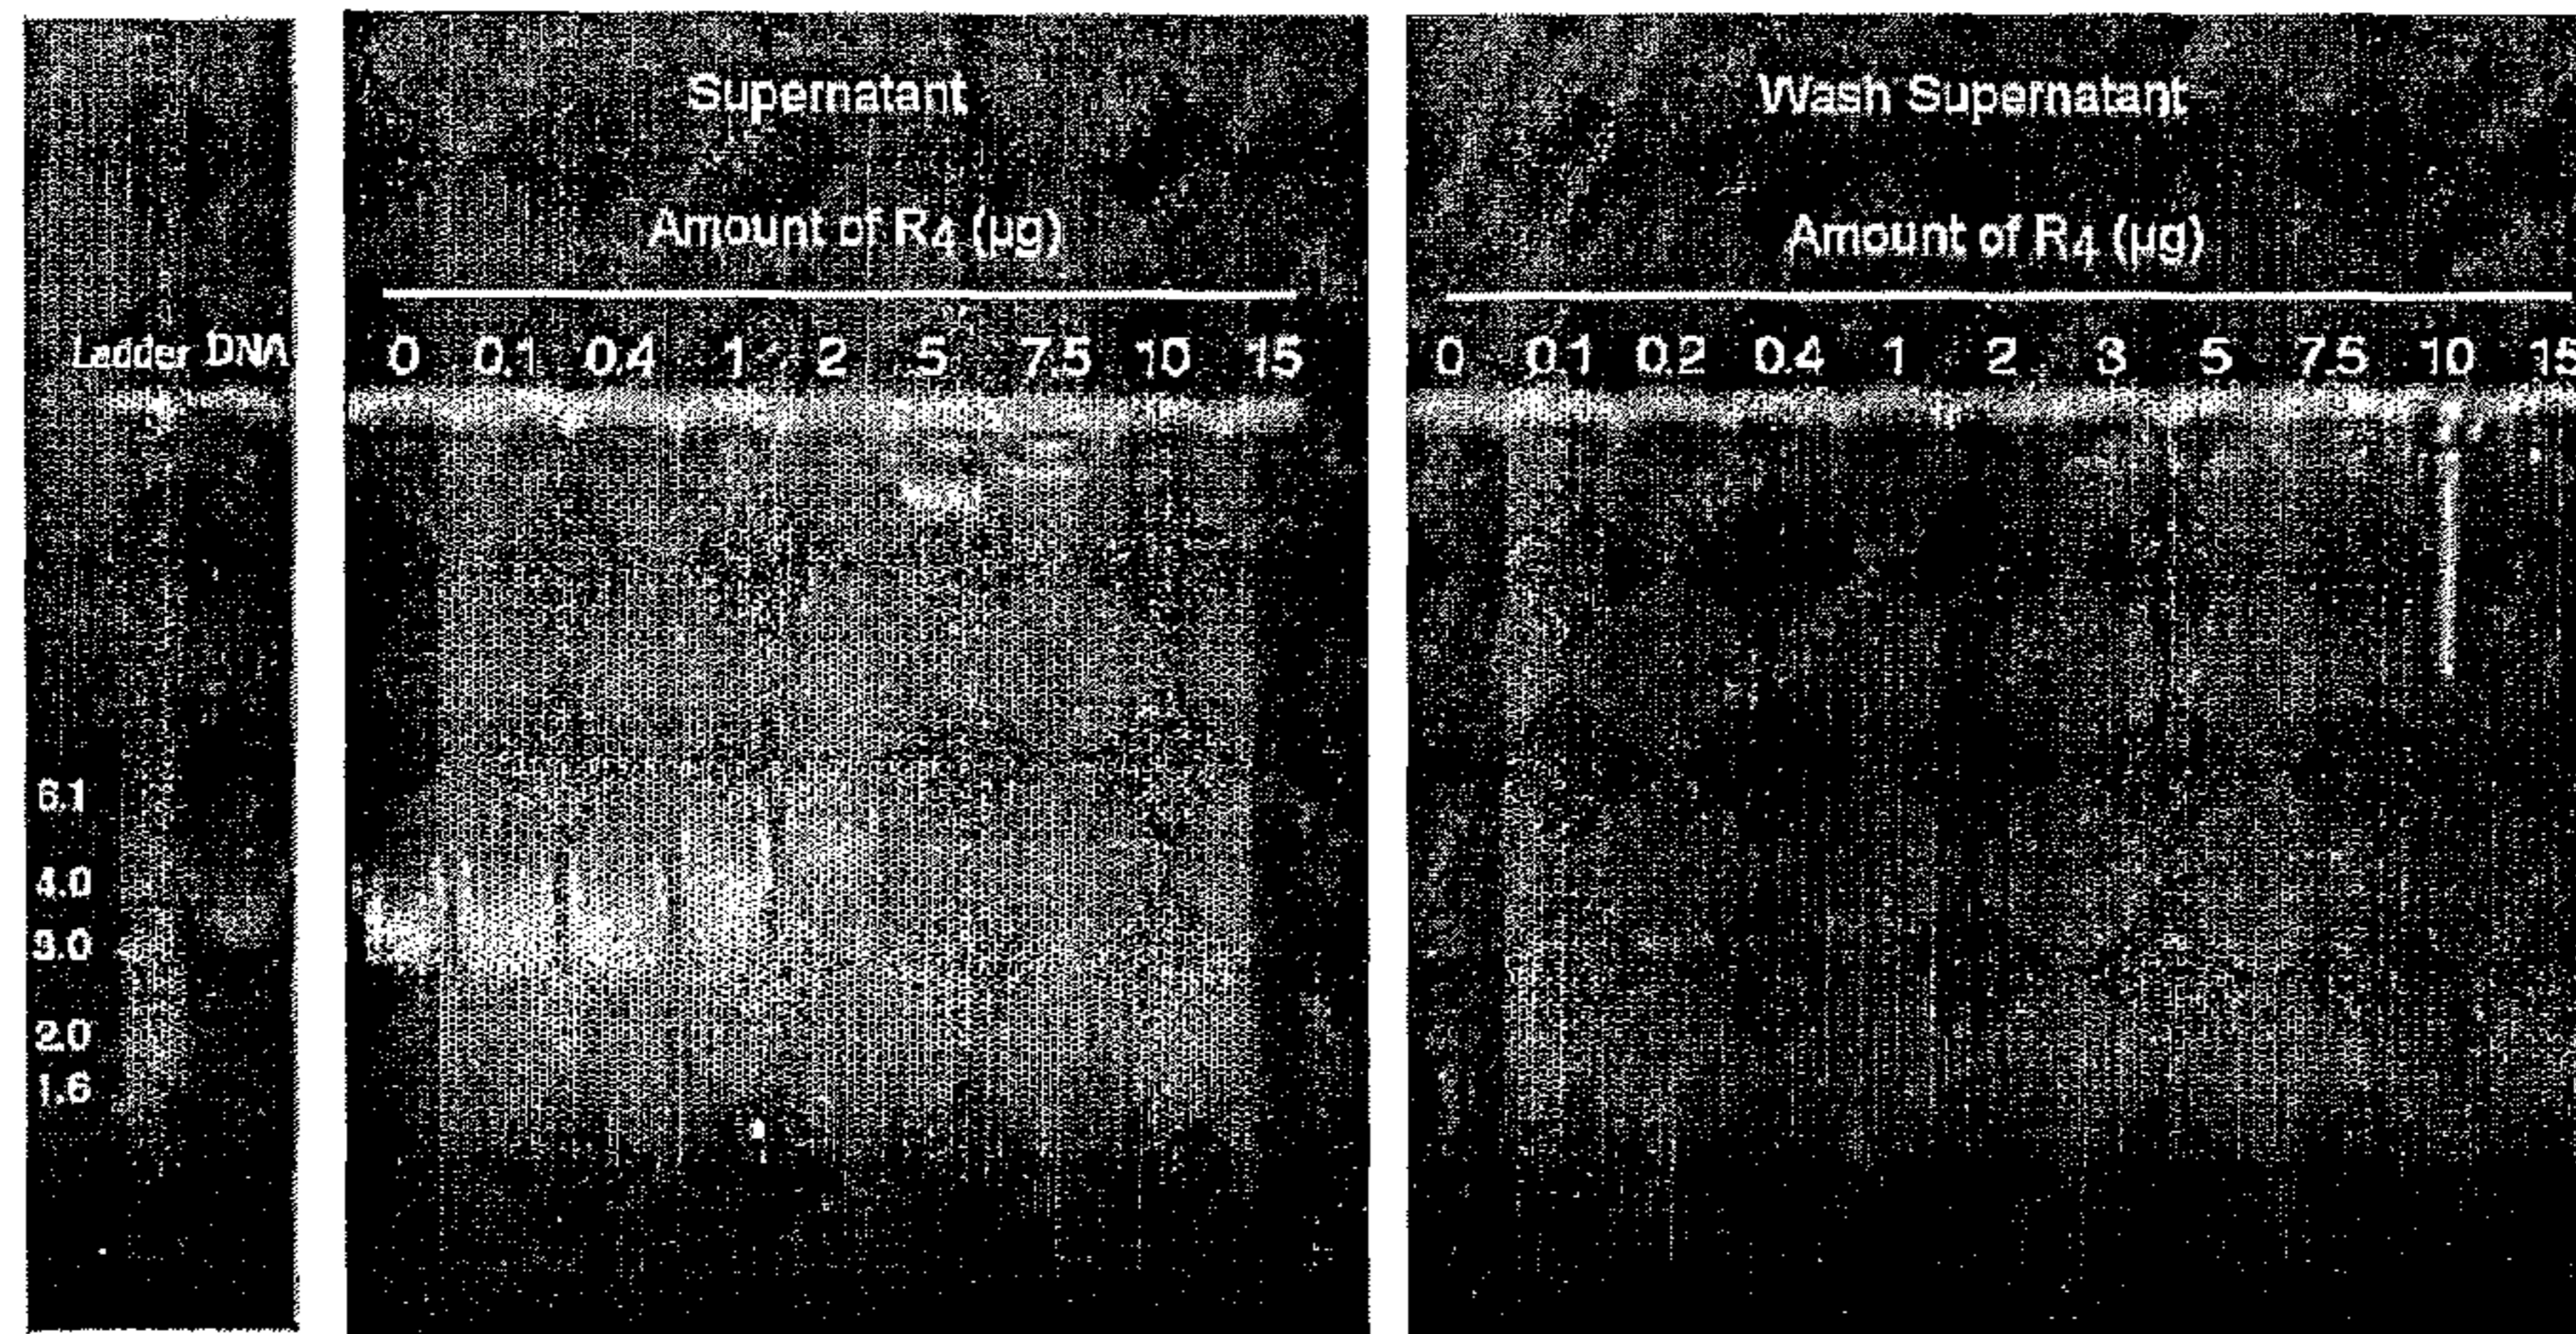 Ladder DNA
6.1
4.0
3.0
2.0
1.6
Supernatant
Amount of R4 (µg)
0 0.1 0.4 1 2 5 7.5 10 15
Wash Supernatant
Amount of R4 (µg)
0 0.1 0.2 0.4 1 2 3 5 7.5 10 15